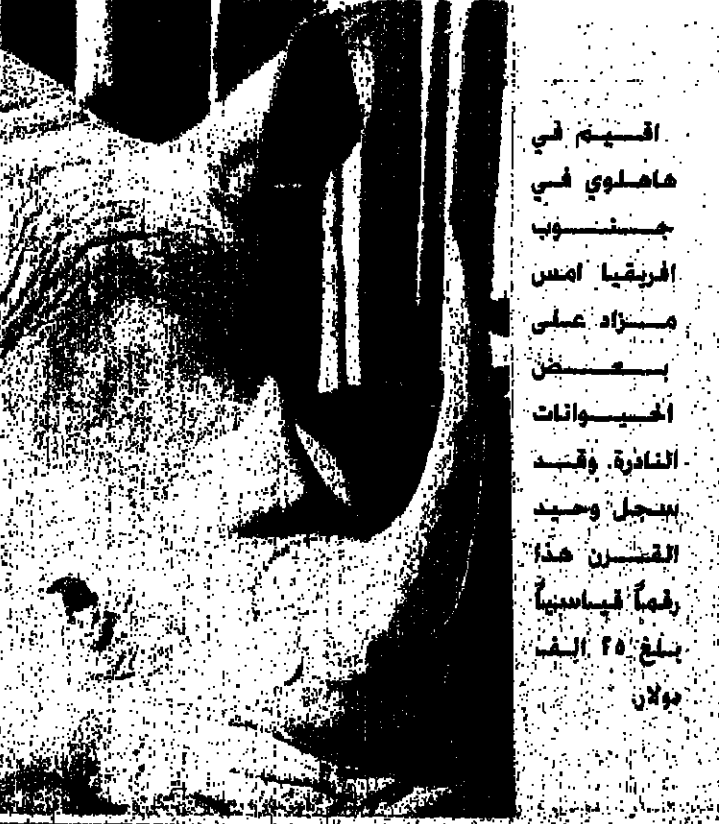 اقيم في
هاهلوي في
جنوب
افريقيا امس
مزاد على
بعض
الحيوانات
النادرة. وقد
سجل وحيد
القرن هذا
رقماً قياسياً
بلغ ٢٥ الف
دولار.